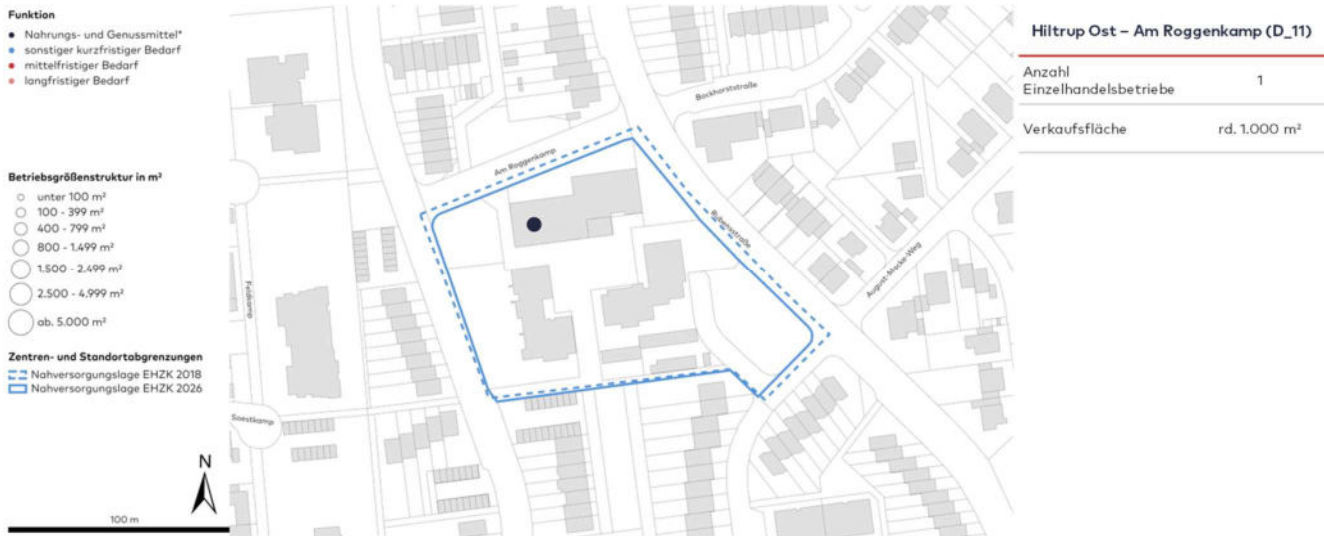 Funktion
Nahrungs- und Genussmittel*
sonstiger kurzfristiger Bedarf
mittelfristiger Bedarf
langfristiger Bedarf
Betriebsgrößenstruktur in m²
unter 100 m²
100 - 399 m²
400 - 799 m²
800 - 1.499 m²
1.500 - 2.499 m²
2.500 - 4.999 m²
ab. 5.000 m²
Zentren- und Standortabgrenzungen
Nahversorgungslage EHZK 2018
Nahversorgungslage EHZK 2026
N
100 m
Bockhorststraße
Am Roggenkamp
Rubensstraße
August-Macke-Weg
Feldkamp
Soestkamp
Hiltrup Ost – Am Roggenkamp (D_11)
Anzahl
Einzelhandelsbetriebe 1
Verkaufsfläche rd. 1.000 m²